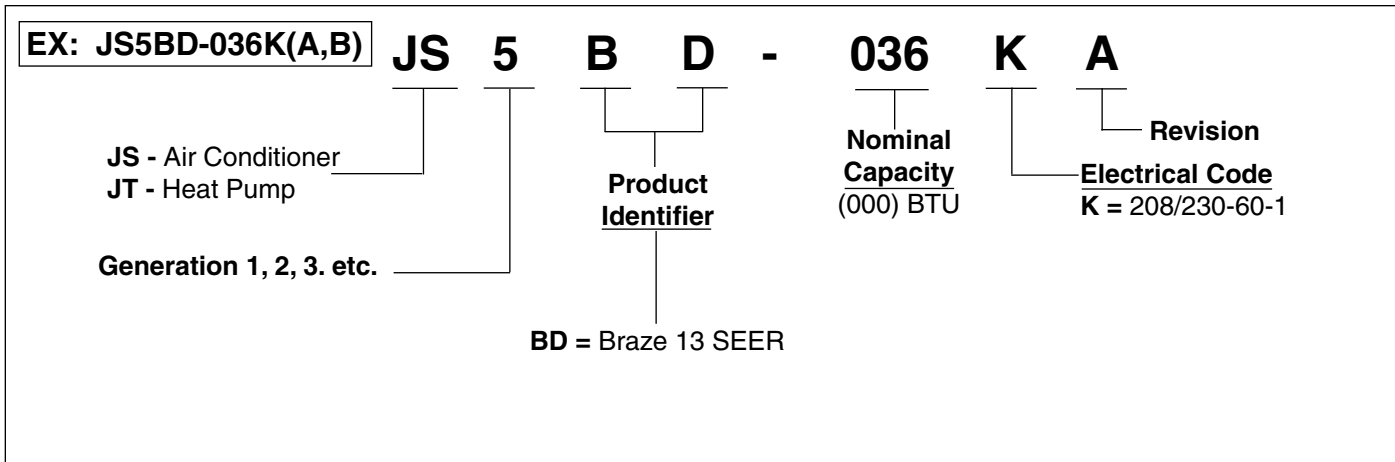 EX: JS5BD-036K(A,B)
JS 5 B D - 036 K A
JS - Air Conditioner
JT - Heat Pump
Generation 1, 2, 3. etc.
Product
Identifier
BD = Braze 13 SEER
Nominal
Capacity
(000) BTU
Revision
Electrical Code
K = 208/230-60-1